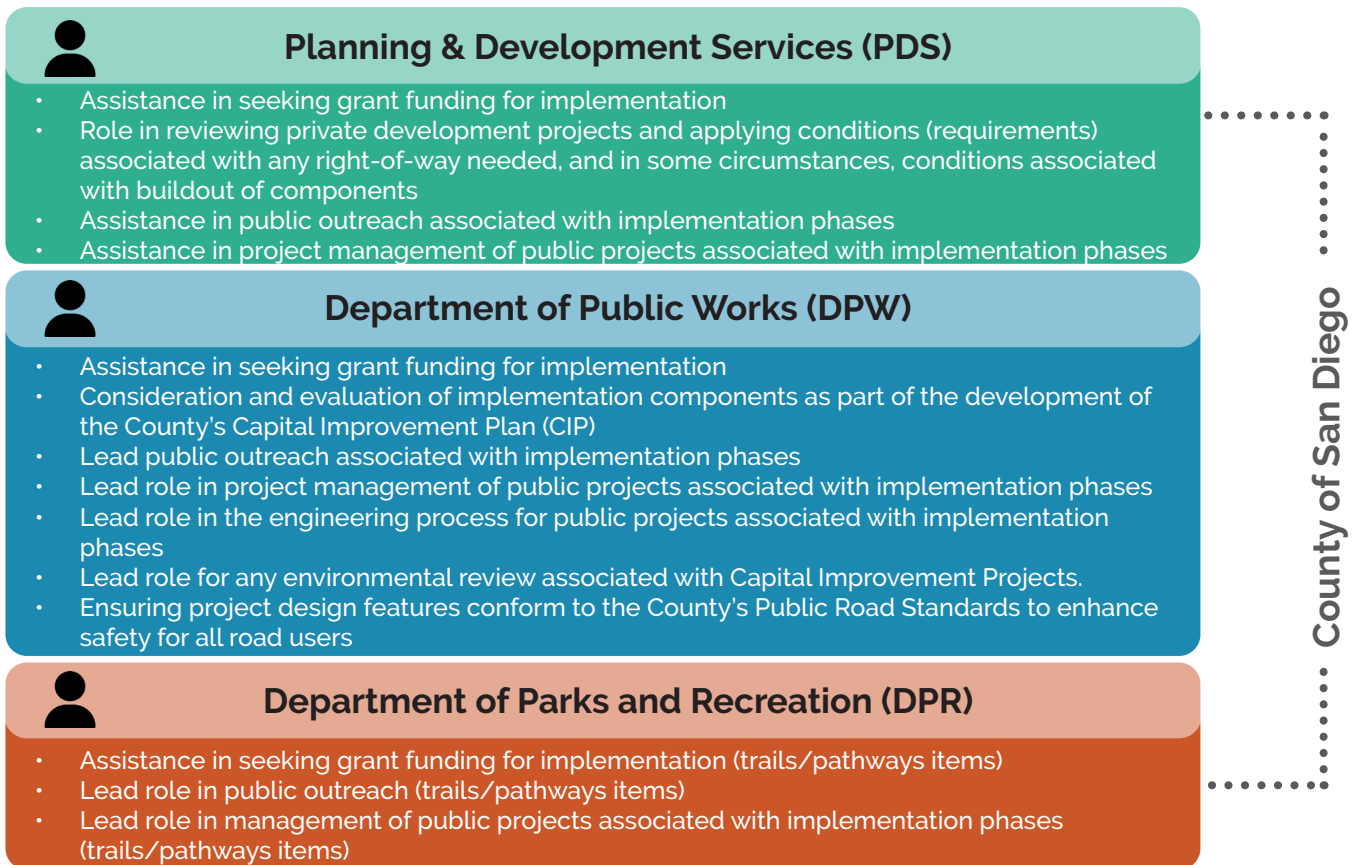 Planning & Development Services (PDS)
• Assistance in seeking grant funding for implementation
• Role in reviewing private development projects and applying conditions (requirements)
associated with any right-of-way needed, and in some circumstances, conditions associated
with buildout of components
• Assistance in public outreach associated with implementation phases
• Assistance in project management of public projects associated with implementation phases
Department of Public Works (DPW)
• Assistance in seeking grant funding for implementation
• Consideration and evaluation of implementation components as part of the development of
the County's Capital Improvement Plan (CIP)
• Lead public outreach associated with implementation phases
• Lead role in project management of public projects associated with implementation phases
• Lead role in the engineering process for public projects associated with implementation
phases
• Lead role for any environmental review associated with Capital Improvement Projects.
• Ensuring project design features conform to the County's Public Road Standards to enhance
safety for all road users
Department of Parks and Recreation (DPR)
• Assistance in seeking grant funding for implementation (trails/pathways items)
• Lead role in public outreach (trails/pathways items)
• Lead role in management of public projects associated with implementation phases
(trails/pathways items)
County of San Diego